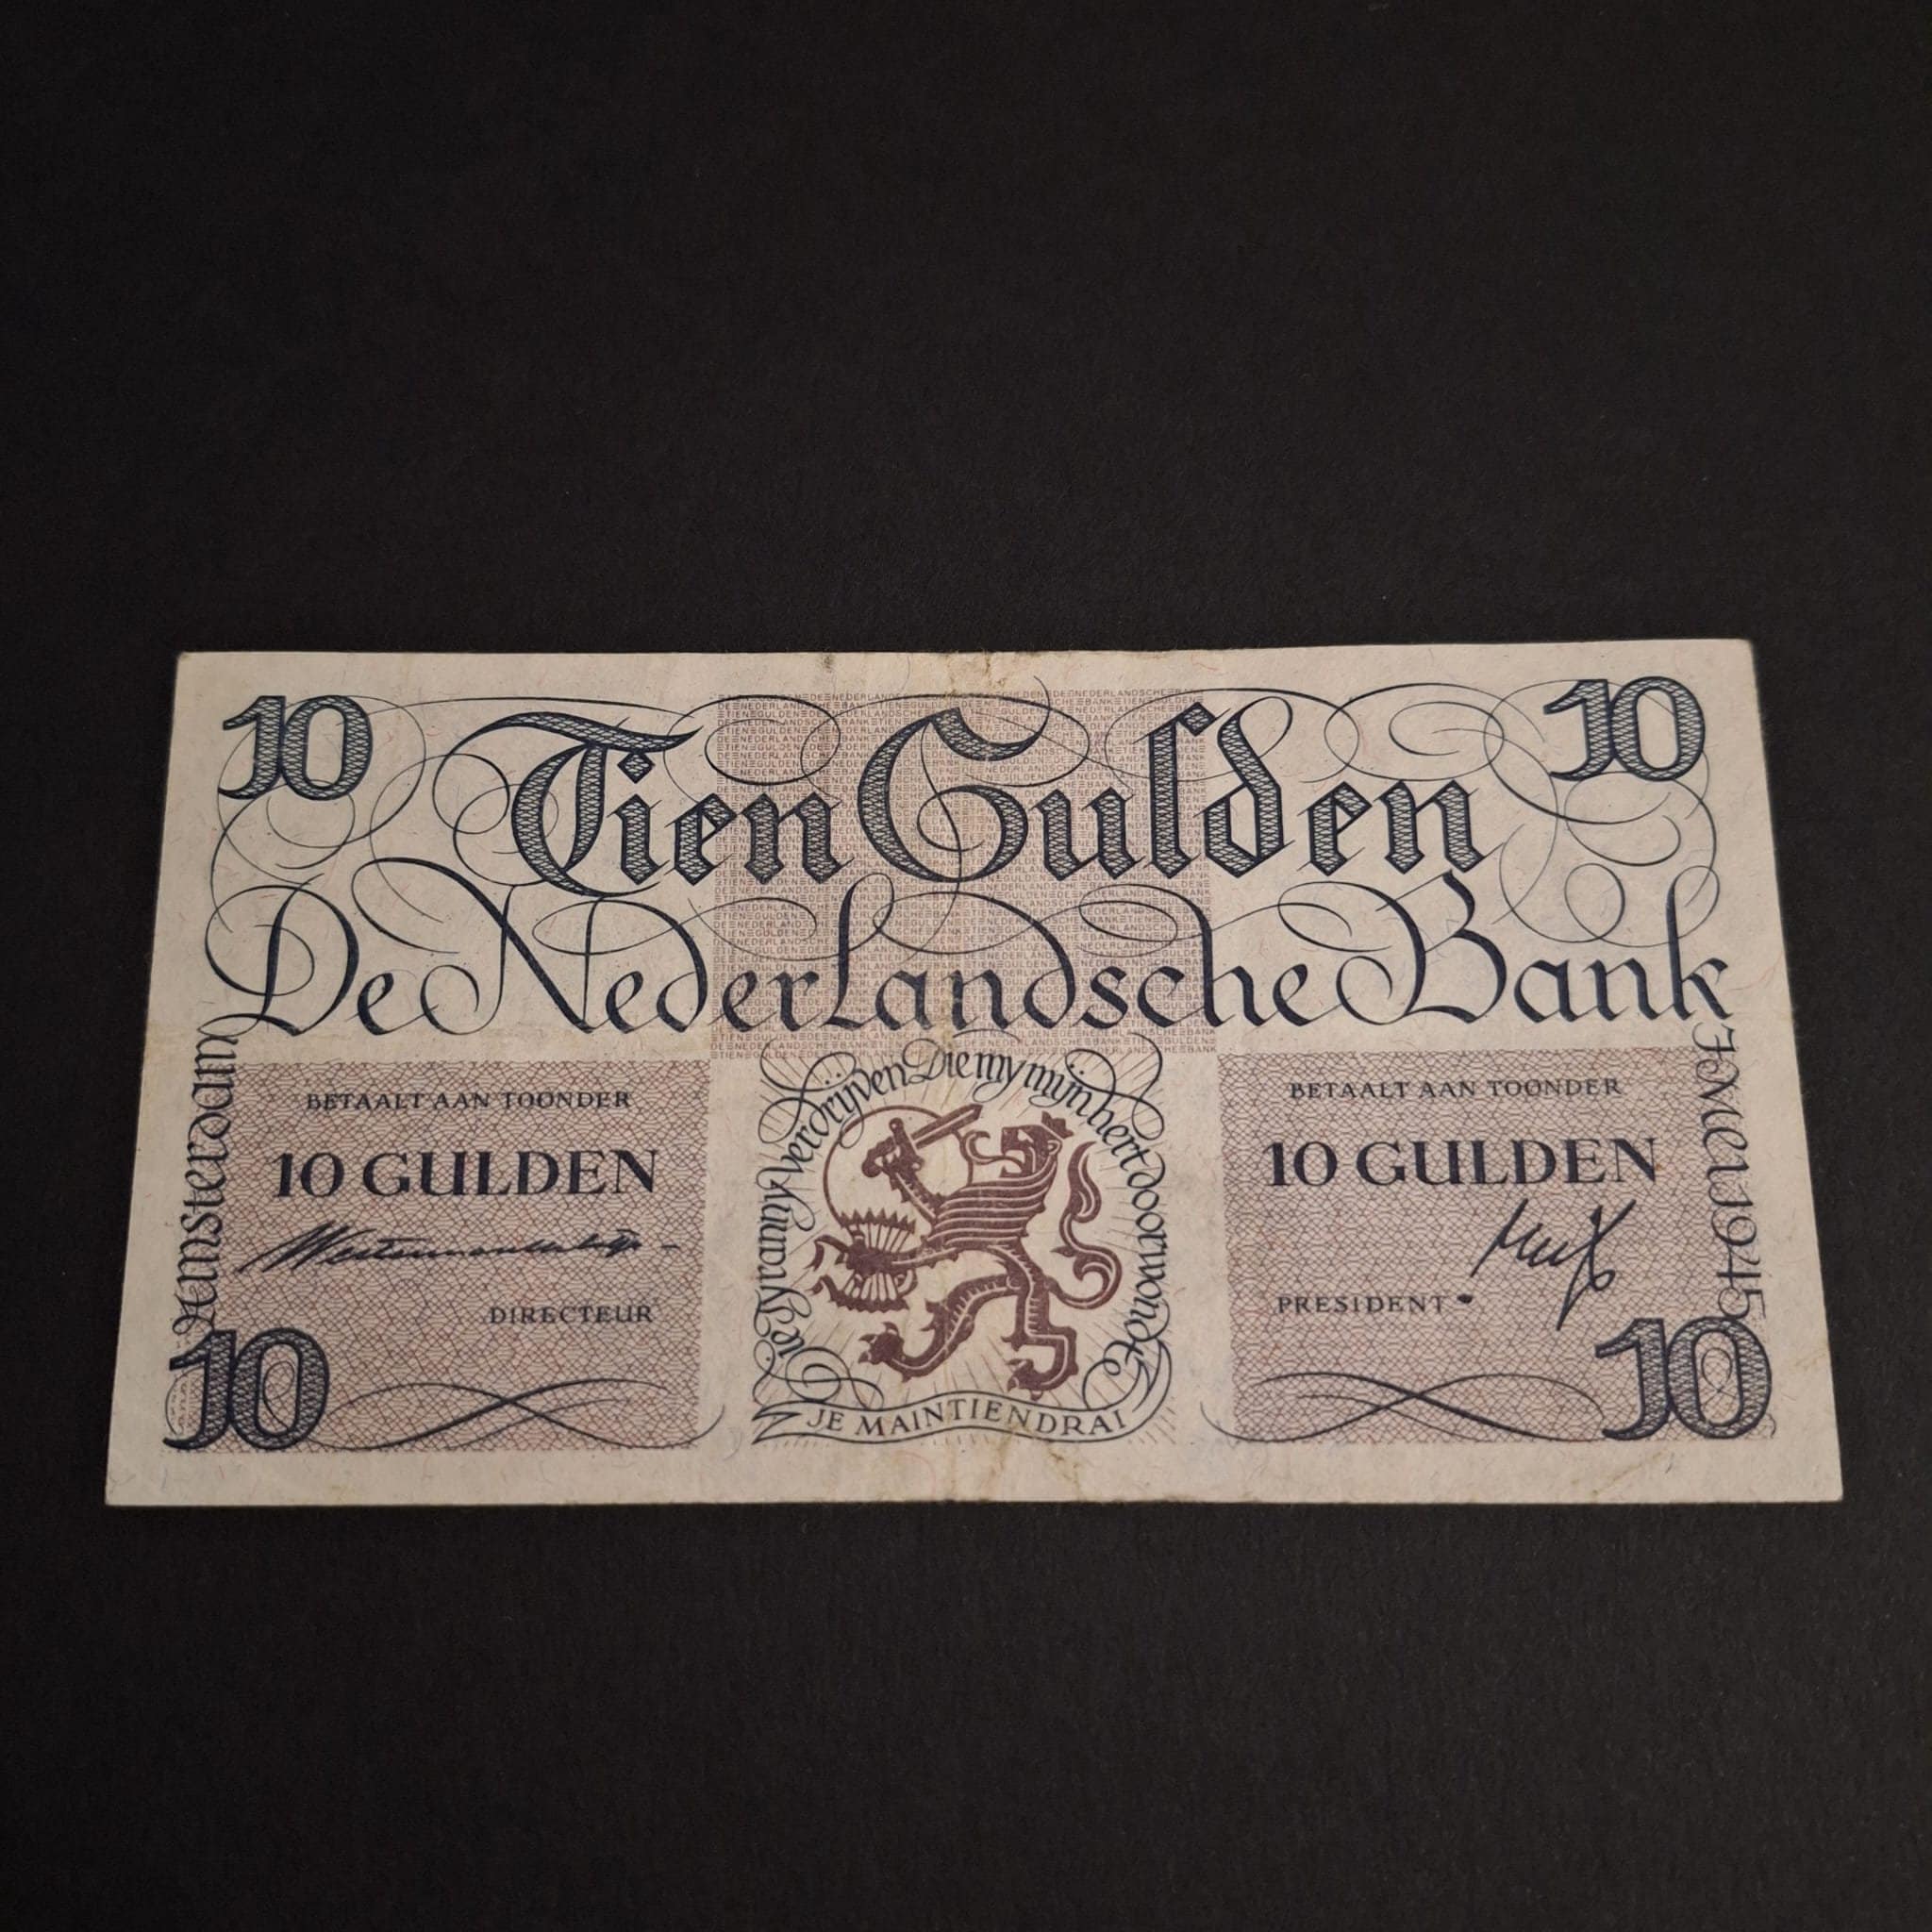 10
10
Tien Gulden
De Nederlandsche Bank
Amsterdam
7 Mei 1945
BETAALT AAN TOONDER
10 GULDEN
DIRECTEUR
10
de Tyranny verdrijven Die my mijn hert doorwondt
JE MAINTIENDRAI
BETAALT AAN TOONDER
10 GULDEN
PRESIDENT
10